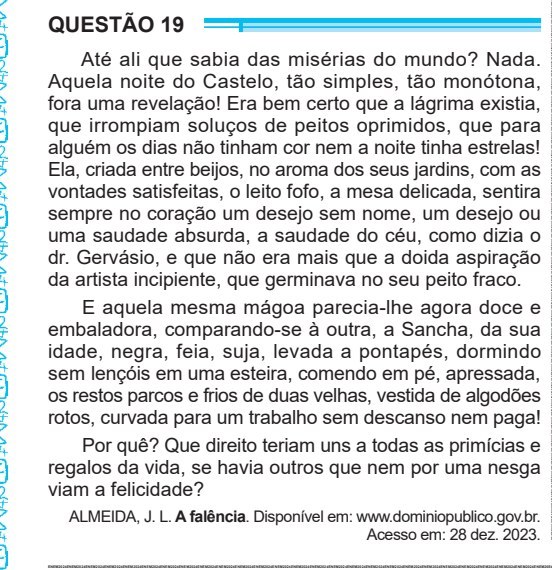 QUESTÃO 19
Até ali que sabia das misérias do mundo? Nada.
Aquela noite do Castelo, tão simples, tão monótona,
fora uma revelação! Era bem certo que a lágrima existia,
que irrompiam soluços de peitos oprimidos, que para
alguém os dias não tinham cor nem a noite tinha estrelas!
Ela, criada entre beijos, no aroma dos seus jardins, com as
vontades satisfeitas, o leito fofo, a mesa delicada, sentira
sempre no coração um desejo sem nome, um desejo ou
uma saudade absurda, a saudade do céu, como dizia o
dr. Gervásio, e que não era mais que a doida aspiração
da artista incipiente, que germinava no seu peito fraco.
E aquela mesma mágoa parecia-lhe agora doce e
embaladora, comparando-se à outra, a Sancha, da sua
idade, negra, feia, suja, levada a pontapés, dormindo
sem lençóis em uma esteira, comendo em pé, apressada,
os restos parcos e frios de duas velhas, vestida de algodões
rotos, curvada para um trabalho sem descanso nem paga!
Por quê? Que direito teriam uns a todas as primícias e
regalos da vida, se havia outros que nem por uma nesga
viam a felicidade?
ALMEIDA, J. L. A falência. Disponível em: www.dominiopublico.gov.br.
Acesso em: 28 dez. 2023.